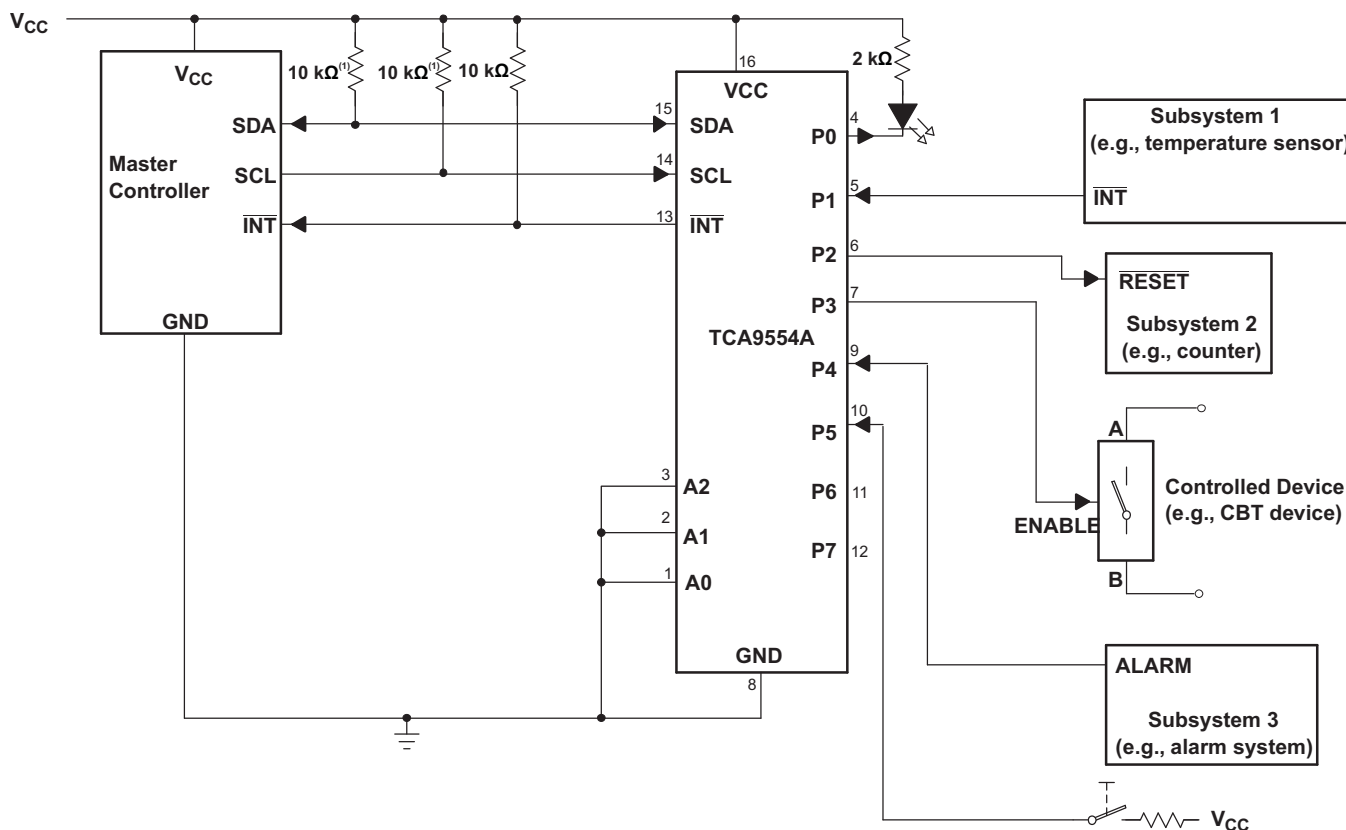 VCC
VCC
10 kΩ(1)
10 kΩ(1)
10 kΩ
2 kΩ
Master
Controller
SDA
SCL
INT
GND
16
VCC
15
SDA
14
SCL
13
INT
TCA9554A
3
A2
2
A1
1
A0
GND
8
P0
4
P1
5
P2
6
P3
7
P4
9
P5
10
P6
11
P7
12
Subsystem 1
(e.g., temperature sensor)
INT
RESET
Subsystem 2
(e.g., counter)
A
ENABLE
B
Controlled Device
(e.g., CBT device)
ALARM
Subsystem 3
(e.g., alarm system)
VCC